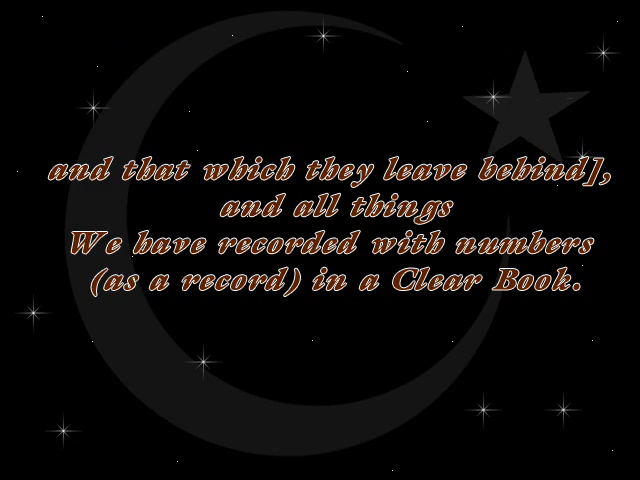 and that which they leave behind],
and all things
We have recorded with numbers
(as a record) in a Clear Book.